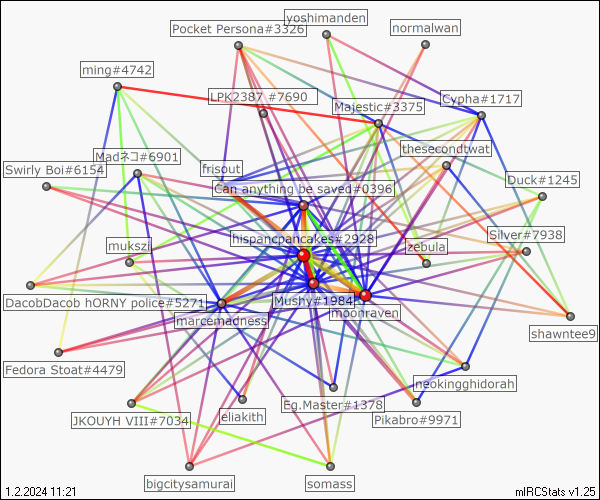 yoshimanden
Pocket Persona#3326
normalwan
ming#4742
LPK2387 #7690
Cypha#1717
Majestic#3375
thesecondtwat
Madネコ#6901
Swirly Boi#6154
frisout
Duck#1245
Can anything be saved#0396
Silver#7938
hispancpancakes#2928
mukszi
zebula
DacobDacob hORNY police#5271
Mushy#1984
moonraven
marcemadness
shawntee9
Fedora Stoat#4479
neokingghidorah
Eg.Master#1378
eliakith
JKOUYH VIII#7034
Pikabro#9971
bigcitysamurai
somass
1.2.2024 11:21
mIRCStats v1.25